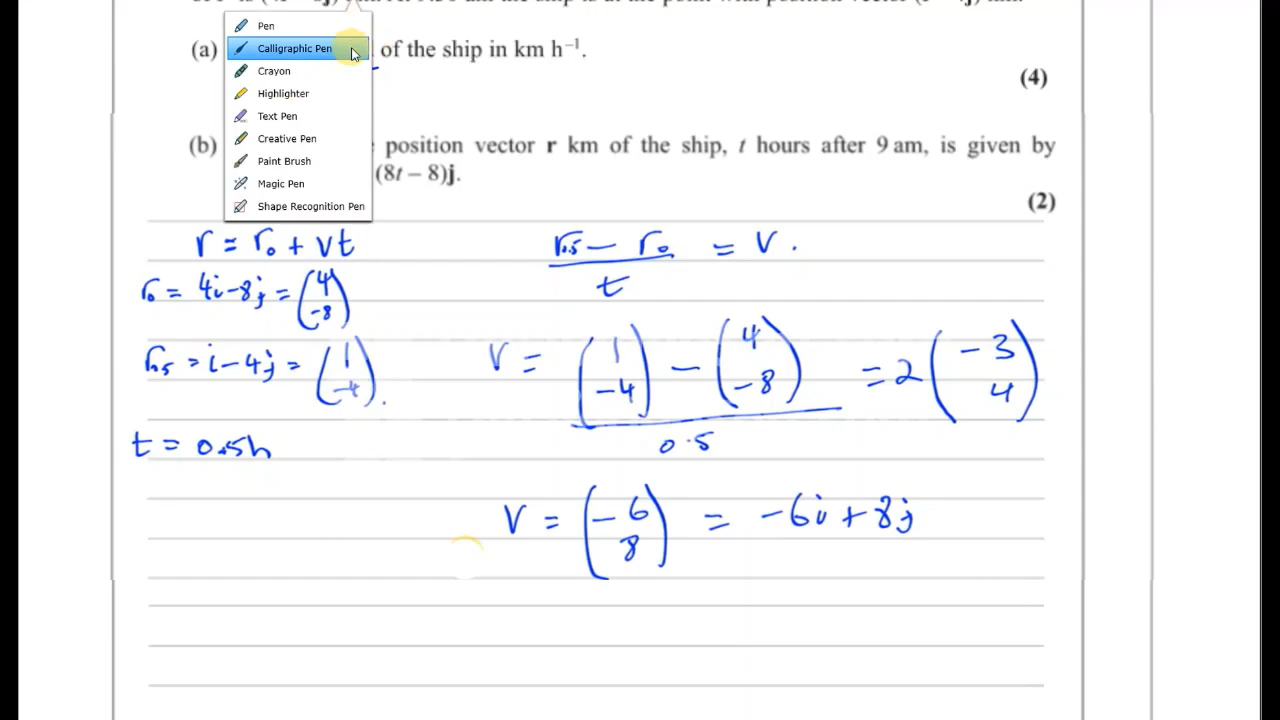 Pen
(a) Calligraphic Pen of the ship in km h⁻¹.
Crayon
(4)
Highlighter
Text Pen
Creative Pen
(b) position vector r km of the ship, t hours after 9 am, is given by
Paint Brush
(8t – 8)j.
Magic Pen
(2)
Shape Recognition Pen
r = r₀ + vt
r₀.₅ – r₀ / t = v.
r₀ = 4i-8j = (4 -8)
r₀.₅ = i – 4j = (1 -4).
v = (1 -4) – (4 -8) / 0.5 = 2 (-3 4)
t = 0.5h
v = (-6 8) = -6i + 8j